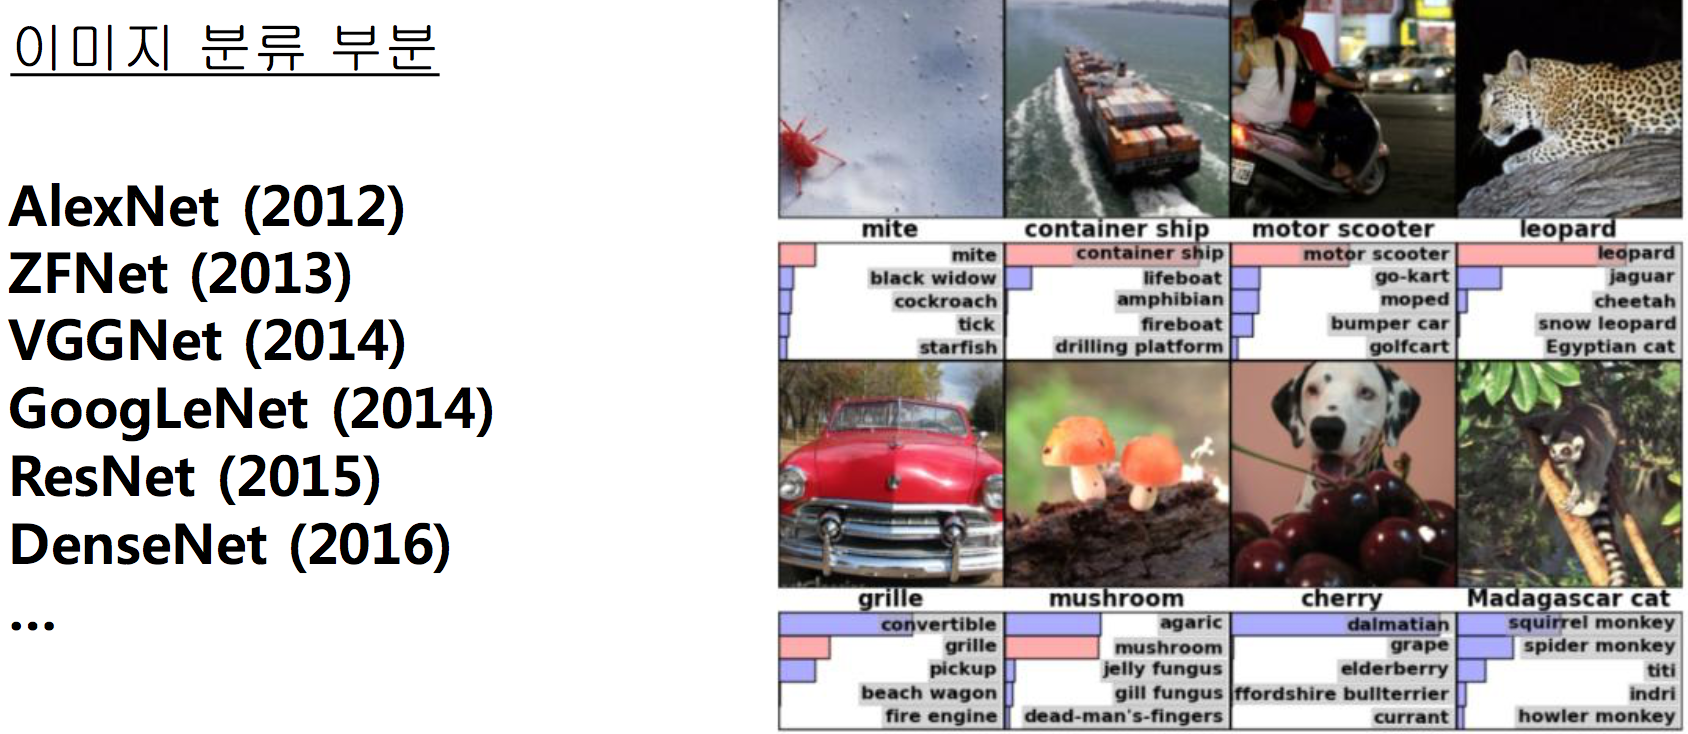 이미지 분류 부분
AlexNet (2012)
ZFNet (2013)
VGGNet (2014)
GoogLeNet (2014)
ResNet (2015)
DenseNet (2016)
...
mite
container ship
motor scooter
leopard
mite
black widow
cockroach
tick
starfish
container ship
lifeboat
amphibian
fireboat
drilling platform
motor scooter
go-kart
moped
bumper car
golfcart
leopard
jaguar
cheetah
snow leopard
Egyptian cat
grille
mushroom
cherry
Madagascar cat
convertible
grille
pickup
beach wagon
fire engine
agaric
mushroom
jelly fungus
gill fungus
dead-man's-fingers
dalmatian
grape
elderberry
ffordshire bullterrier
currant
squirrel monkey
spider monkey
titi
indri
howler monkey